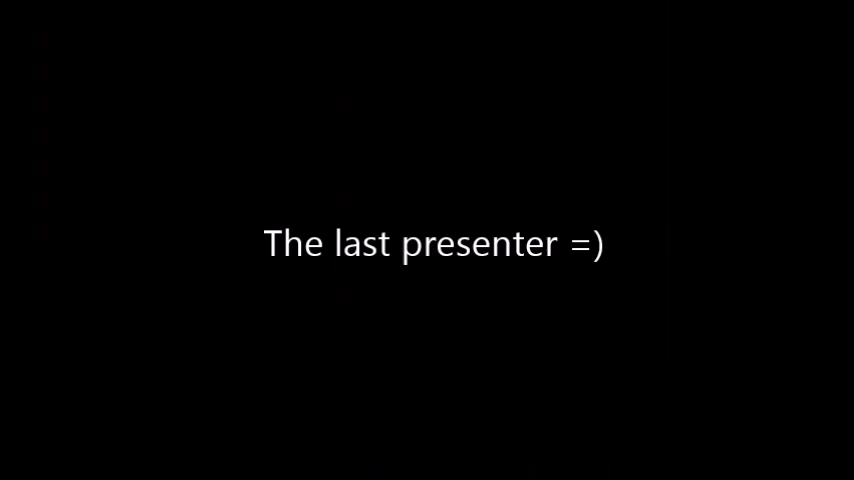 The last presenter =)